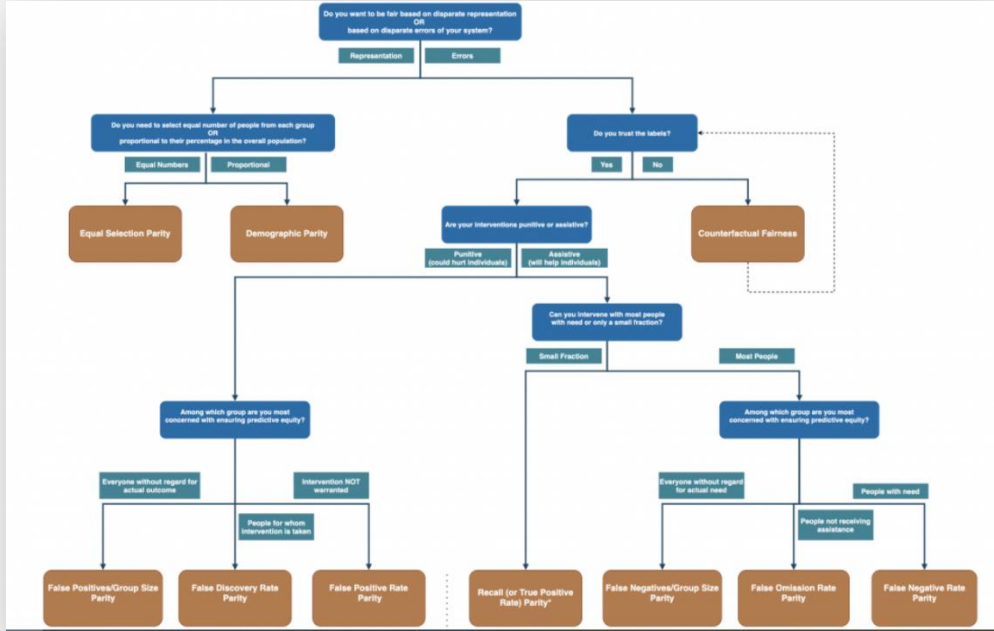 Do you want to be fair based on disparate representation
OR
based on disparate errors of your system?
Representation
Errors
Do you need to select equal number of people from each group
OR
proportional to their percentage in the overall population?
Do you trust the labels?
Equal Numbers
Proportional
Yes
No
Equal Selection Parity
Demographic Parity
Are your interventions punitive or assistive?
Counterfactual Fairness
Punitive
(could hurt individuals)
Assistive
(will help individuals)
Can you intervene with most people
with need or only a small fraction?
Small Fraction
Most People
Among which group are you most
concerned with ensuring predictive equity?
Among which group are you most
concerned with ensuring predictive equity?
Everyone without regard for
actual outcome
Intervention NOT
warranted
People for whom
intervention is taken
Everyone without regard
for actual need
People with need
People not receiving
assistance
False Positives/Group Size
Parity
False Discovery Rate
Parity
False Positive Rate
Parity
Recall (or True Positive
Rate) Parity*
False Negatives/Group Size
Parity
False Omission Rate
Parity
False Negative Rate
Parity